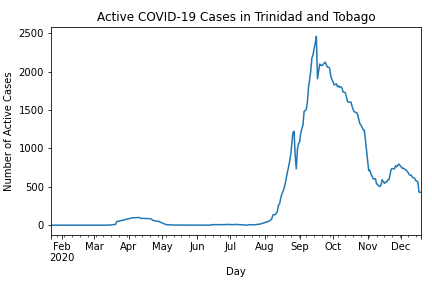 Active COVID-19 Cases in Trinidad and Tobago
Number of Active Cases
2500
2000
1500
1000
500
0
Feb Mar Apr May Jun Jul Aug Sep Oct Nov Dec
2020
Day